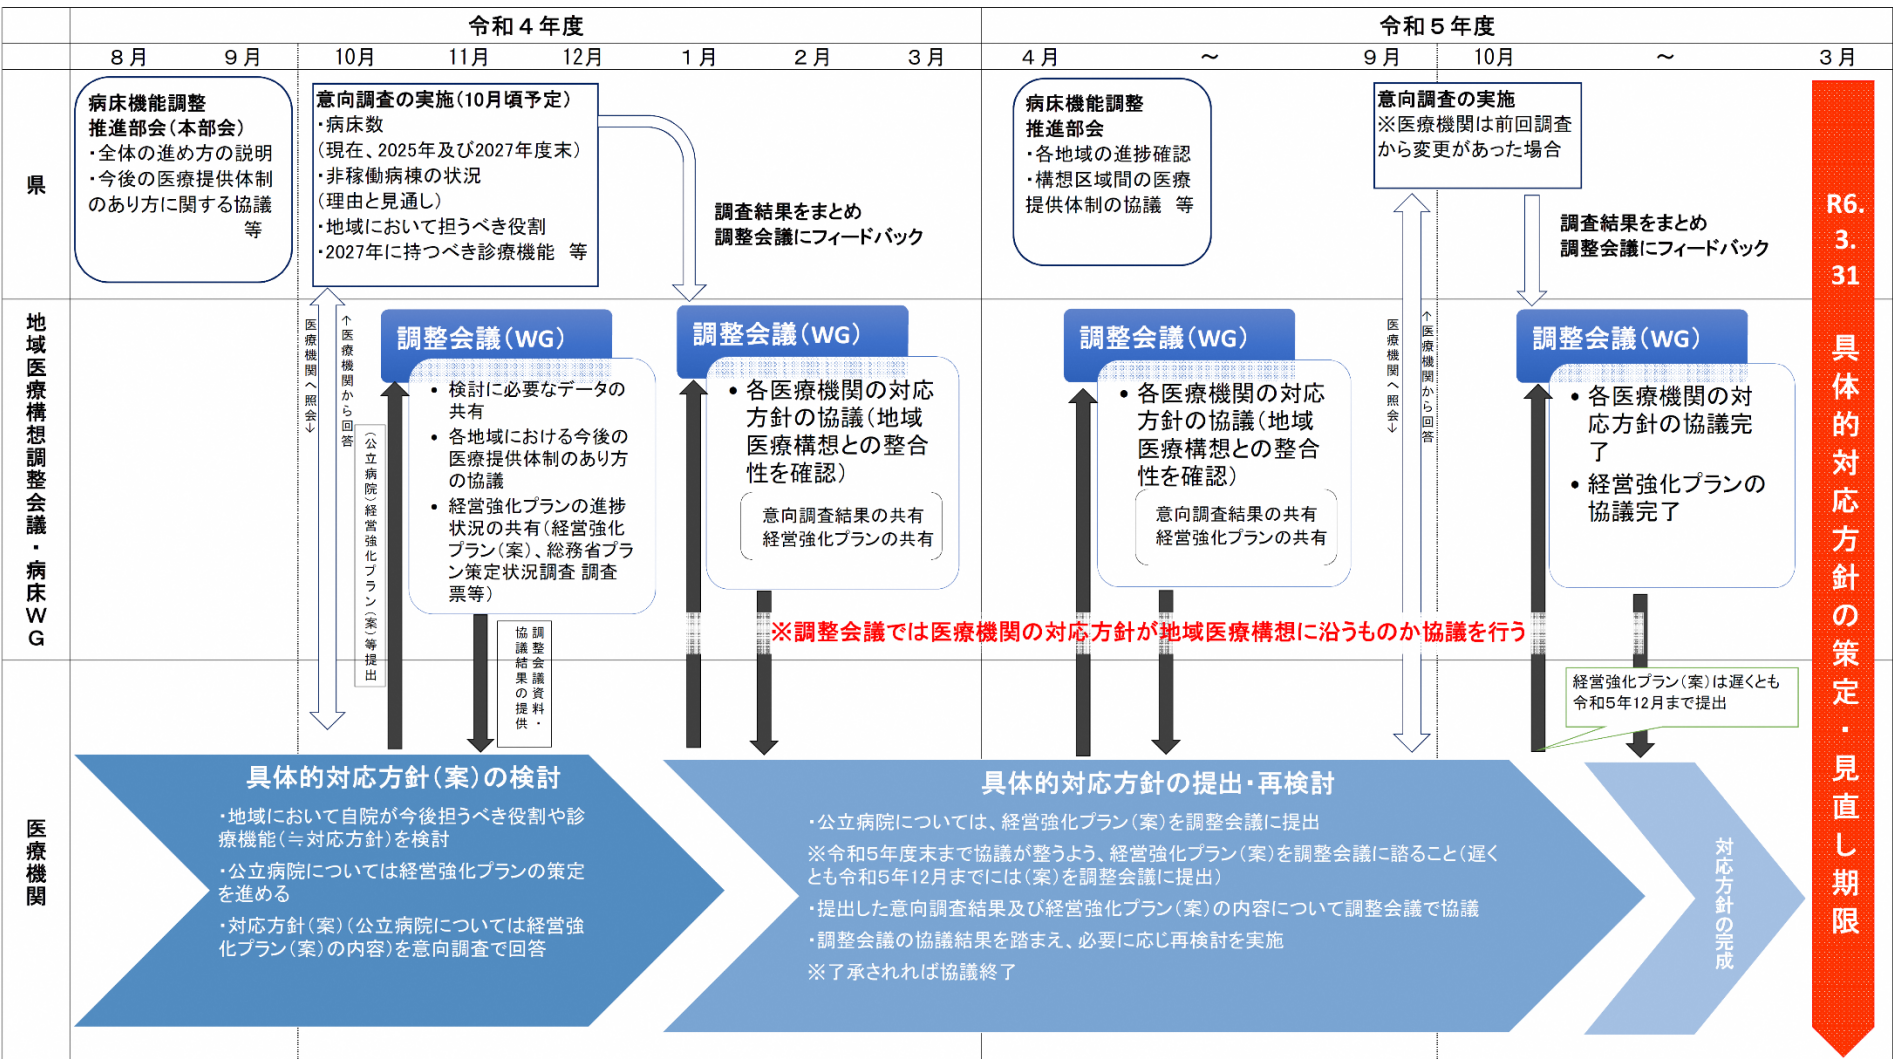 令和４年度
令和５年度
８月　９月　10月　11月　12月　１月　２月　３月　４月　～　９月　10月　～　３月
県
病床機能調整
推進部会（本部会）
・全体の進め方の説明
・今後の医療提供体制
のあり方に関する協議
等
意向調査の実施（10月頃予定）
・病床数
（現在、2025年及び2027年度末）
・非稼働病棟の状況
（理由と見通し）
・地域において担うべき役割
・2027年に持つべき診療機能　等
調査結果をまとめ
調整会議にフィードバック
病床機能調整
推進部会
・各地域の進捗確認
・構想区域間の医療
提供体制の協議　等
意向調査の実施
※医療機関は前回調査
から変更があった場合
調査結果をまとめ
調整会議にフィードバック
地域医療構想調整会議・病床ＷＧ
医療機関へ照会↓
↑医療機関から回答
（公立病院）経営強化プラン（案）等提出
調整会議（WG）
• 検討に必要なデータの
共有
• 各地域における今後の
医療提供体制のあり方
の協議
• 経営強化プランの進捗
状況の共有（経営強化
プラン（案）、総務省プラ
ン策定状況調査 調査
票等）
調整会議資料・
協議結果の提供
調整会議（WG）
• 各医療機関の対応
方針の協議（地域
医療構想との整合
性を確認）
意向調査結果の共有
経営強化プランの共有
調整会議（WG）
• 各医療機関の対応
方針の協議（地域
医療構想との整合
性を確認）
意向調査結果の共有
経営強化プランの共有
医療機関へ照会↓
↑医療機関から回答
調整会議（WG）
• 各医療機関の対
応方針の協議完
了
• 経営強化プランの
協議完了
※調整会議では医療機関の対応方針が地域医療構想に沿うものか協議を行う
経営強化プラン（案）は遅くとも
令和5年12月まで提出
医療機関
具体的対応方針（案）の検討
・地域において自院が今後担うべき役割や診
療機能（≒対応方針）を検討
・公立病院については経営強化プランの策定
を進める
・対応方針（案）（公立病院については経営強
化プラン（案）の内容）を意向調査で回答
具体的対応方針の提出・再検討
・公立病院については、経営強化プラン（案）を調整会議に提出
※令和５年度末まで協議が整うよう、経営強化プラン（案）を調整会議に諮ること（遅く
とも令和5年12月までには（案）を調整会議に提出）
・提出した意向調査結果及び経営強化プラン（案）の内容について調整会議で協議
・調整会議の協議結果を踏まえ、必要に応じ再検討を実施
※了承されれば協議終了
対応方針の完成
R6.
3.
31
具体的対応方針の策定・見直し期限